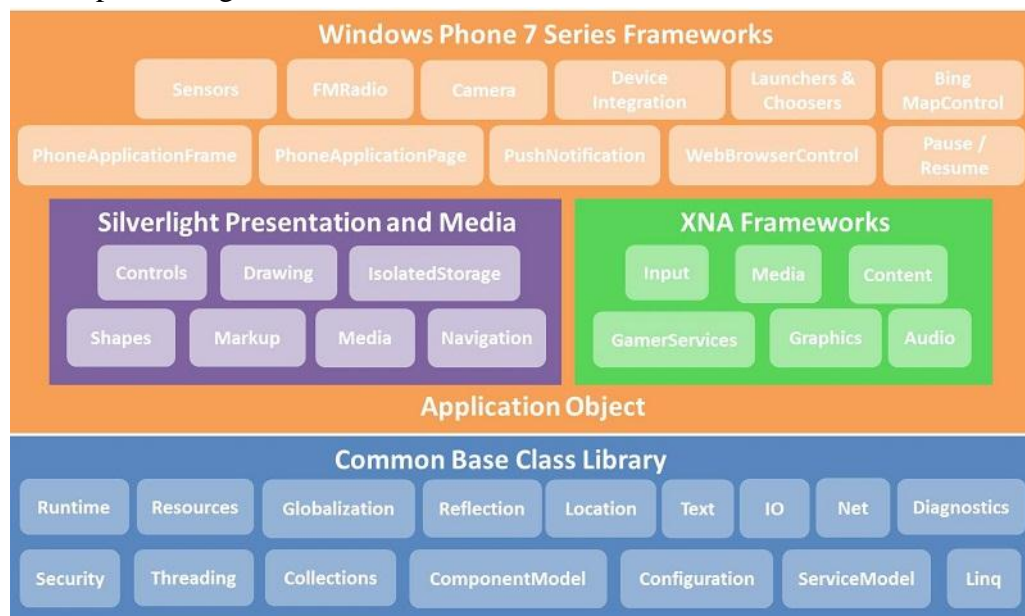 Windows Phone 7 Series Frameworks
Sensors
FMRadio
Camera
Device
Integration
Launchers &
Choosers
Bing
MapControl
PhoneApplicationFrame
PhoneApplicationPage
PushNotification
WebBrowserControl
Pause /
Resume
Silverlight Presentation and Media
Controls
Drawing
IsolatedStorage
Shapes
Markup
Media
Navigation
XNA Frameworks
Input
Media
Content
GamerServices
Graphics
Audio
Application Object
Common Base Class Library
Runtime
Resources
Globalization
Reflection
Location
Text
IO
Net
Diagnostics
Security
Threading
Collections
ComponentModel
Configuration
ServiceModel
Linq